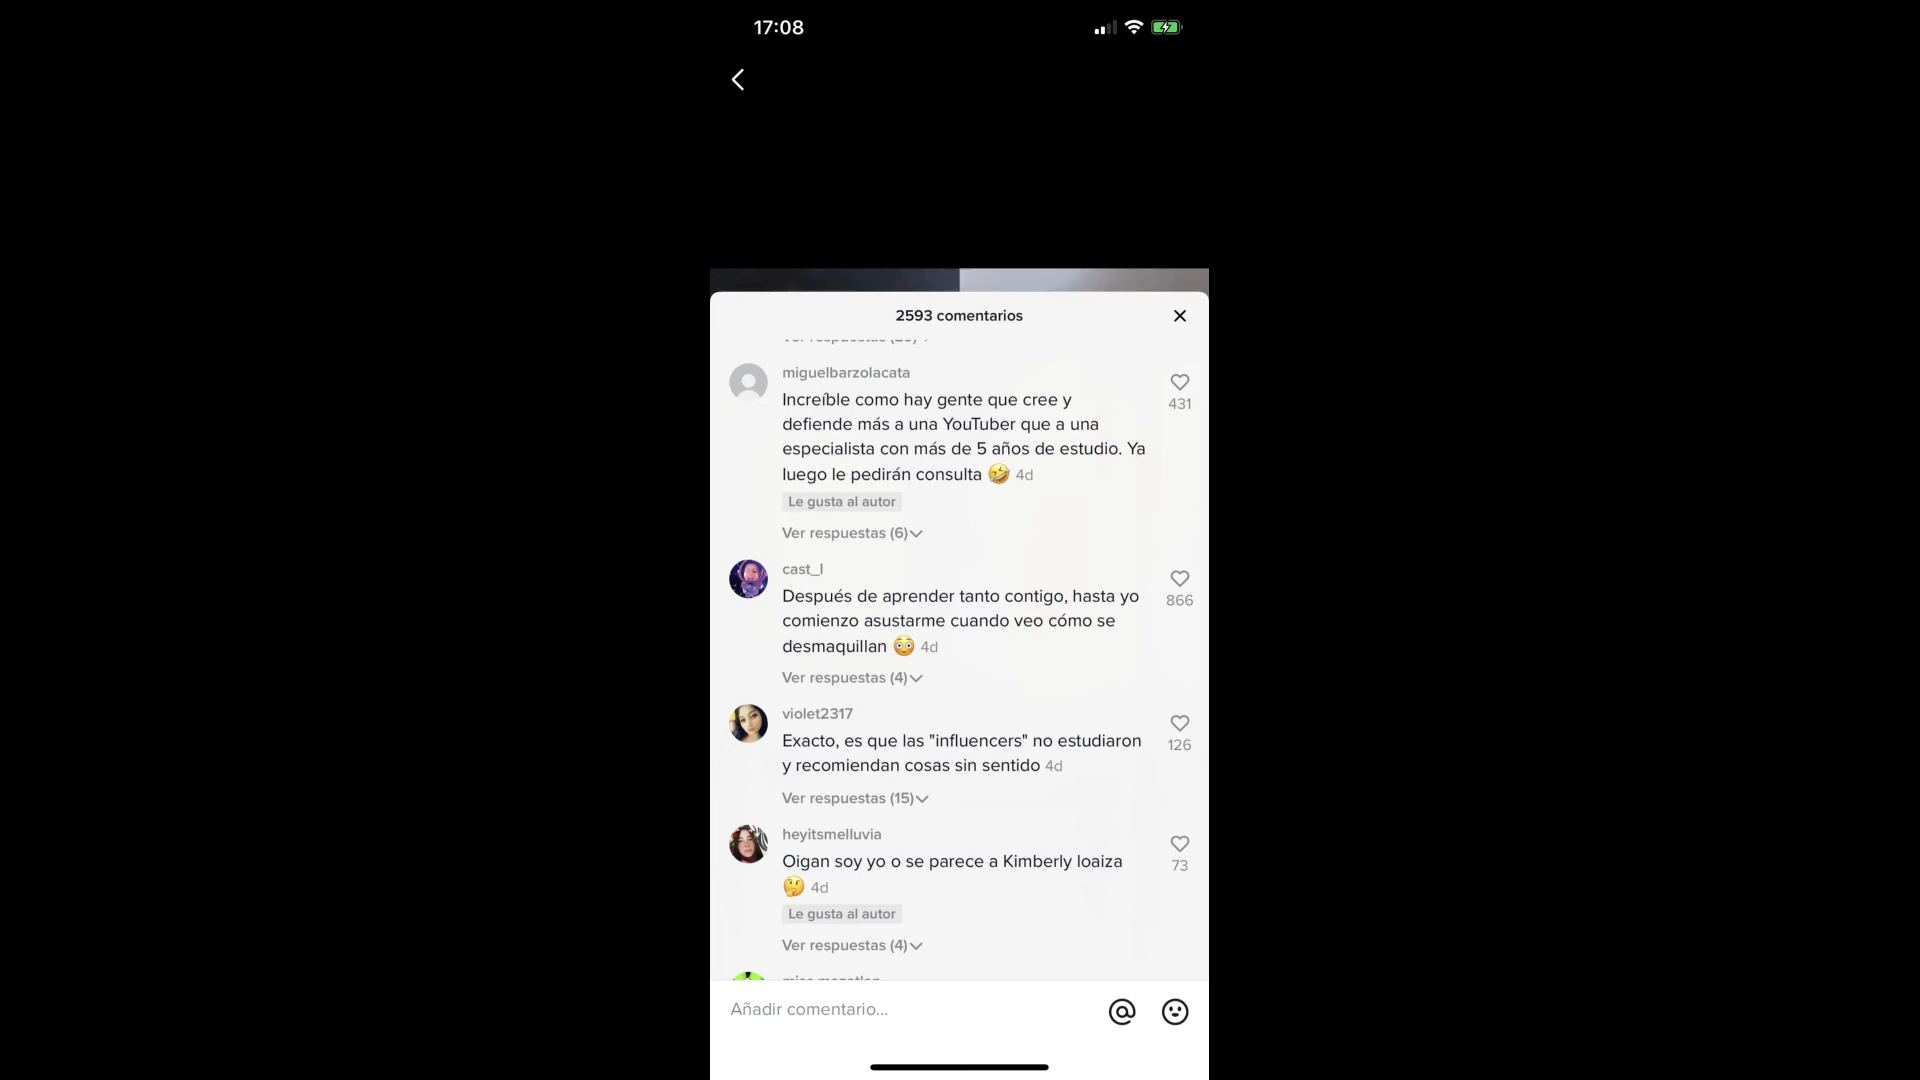 17:08
2593 comentarios
miguelbarzolacata
Increíble como hay gente que cree y
defiende más a una YouTuber que a una
especialista con más de 5 años de estudio. Ya
luego le pedirán consulta 🤣 4d
431
Le gusta al autor
Ver respuestas (6)
cast_l
Después de aprender tanto contigo, hasta yo
comienzo asustarme cuando veo cómo se
desmaquillan 😳 4d
866
Ver respuestas (4)
violet2317
Exacto, es que las "influencers" no estudiaron
y recomiendan cosas sin sentido 4d
126
Ver respuestas (15)
heyitsmelluvia
Oigan soy yo o se parece a Kimberly loaiza
🤔 4d
73
Le gusta al autor
Ver respuestas (4)
Añadir comentario...